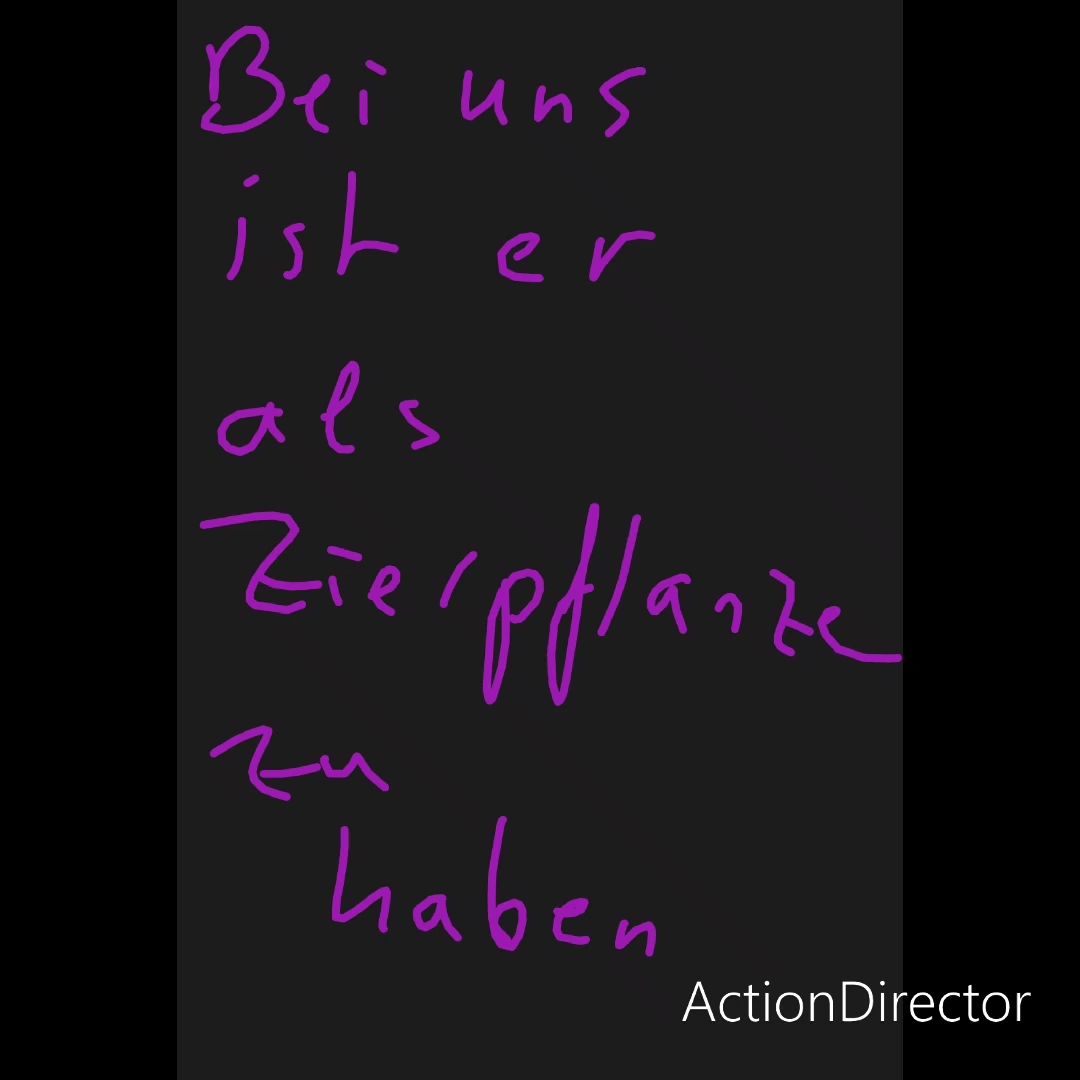 Bei uns
ist er
als
Zierpflanze
zu
haben
ActionDirector